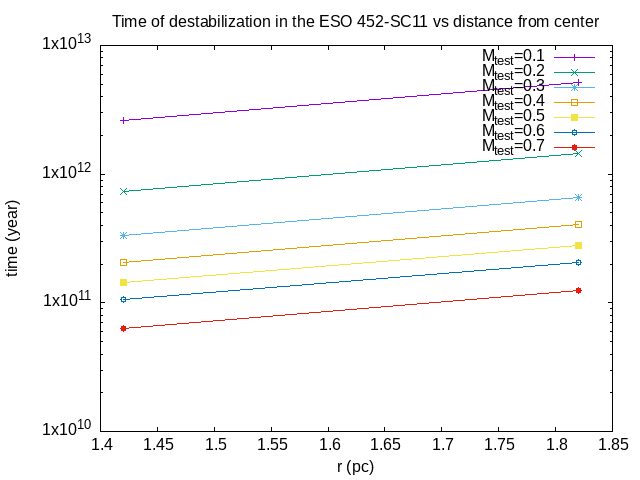 Time of destabilization in the ESO 452-SC11 vs distance from center
1x10^13
1x10^12
1x10^11
1x10^10
time (year)
M_test=0.1
M_test=0.2
M_test=0.3
M_test=0.4
M_test=0.5
M_test=0.6
M_test=0.7
1.4 1.45 1.5 1.55 1.6 1.65 1.7 1.75 1.8 1.85
r (pc)